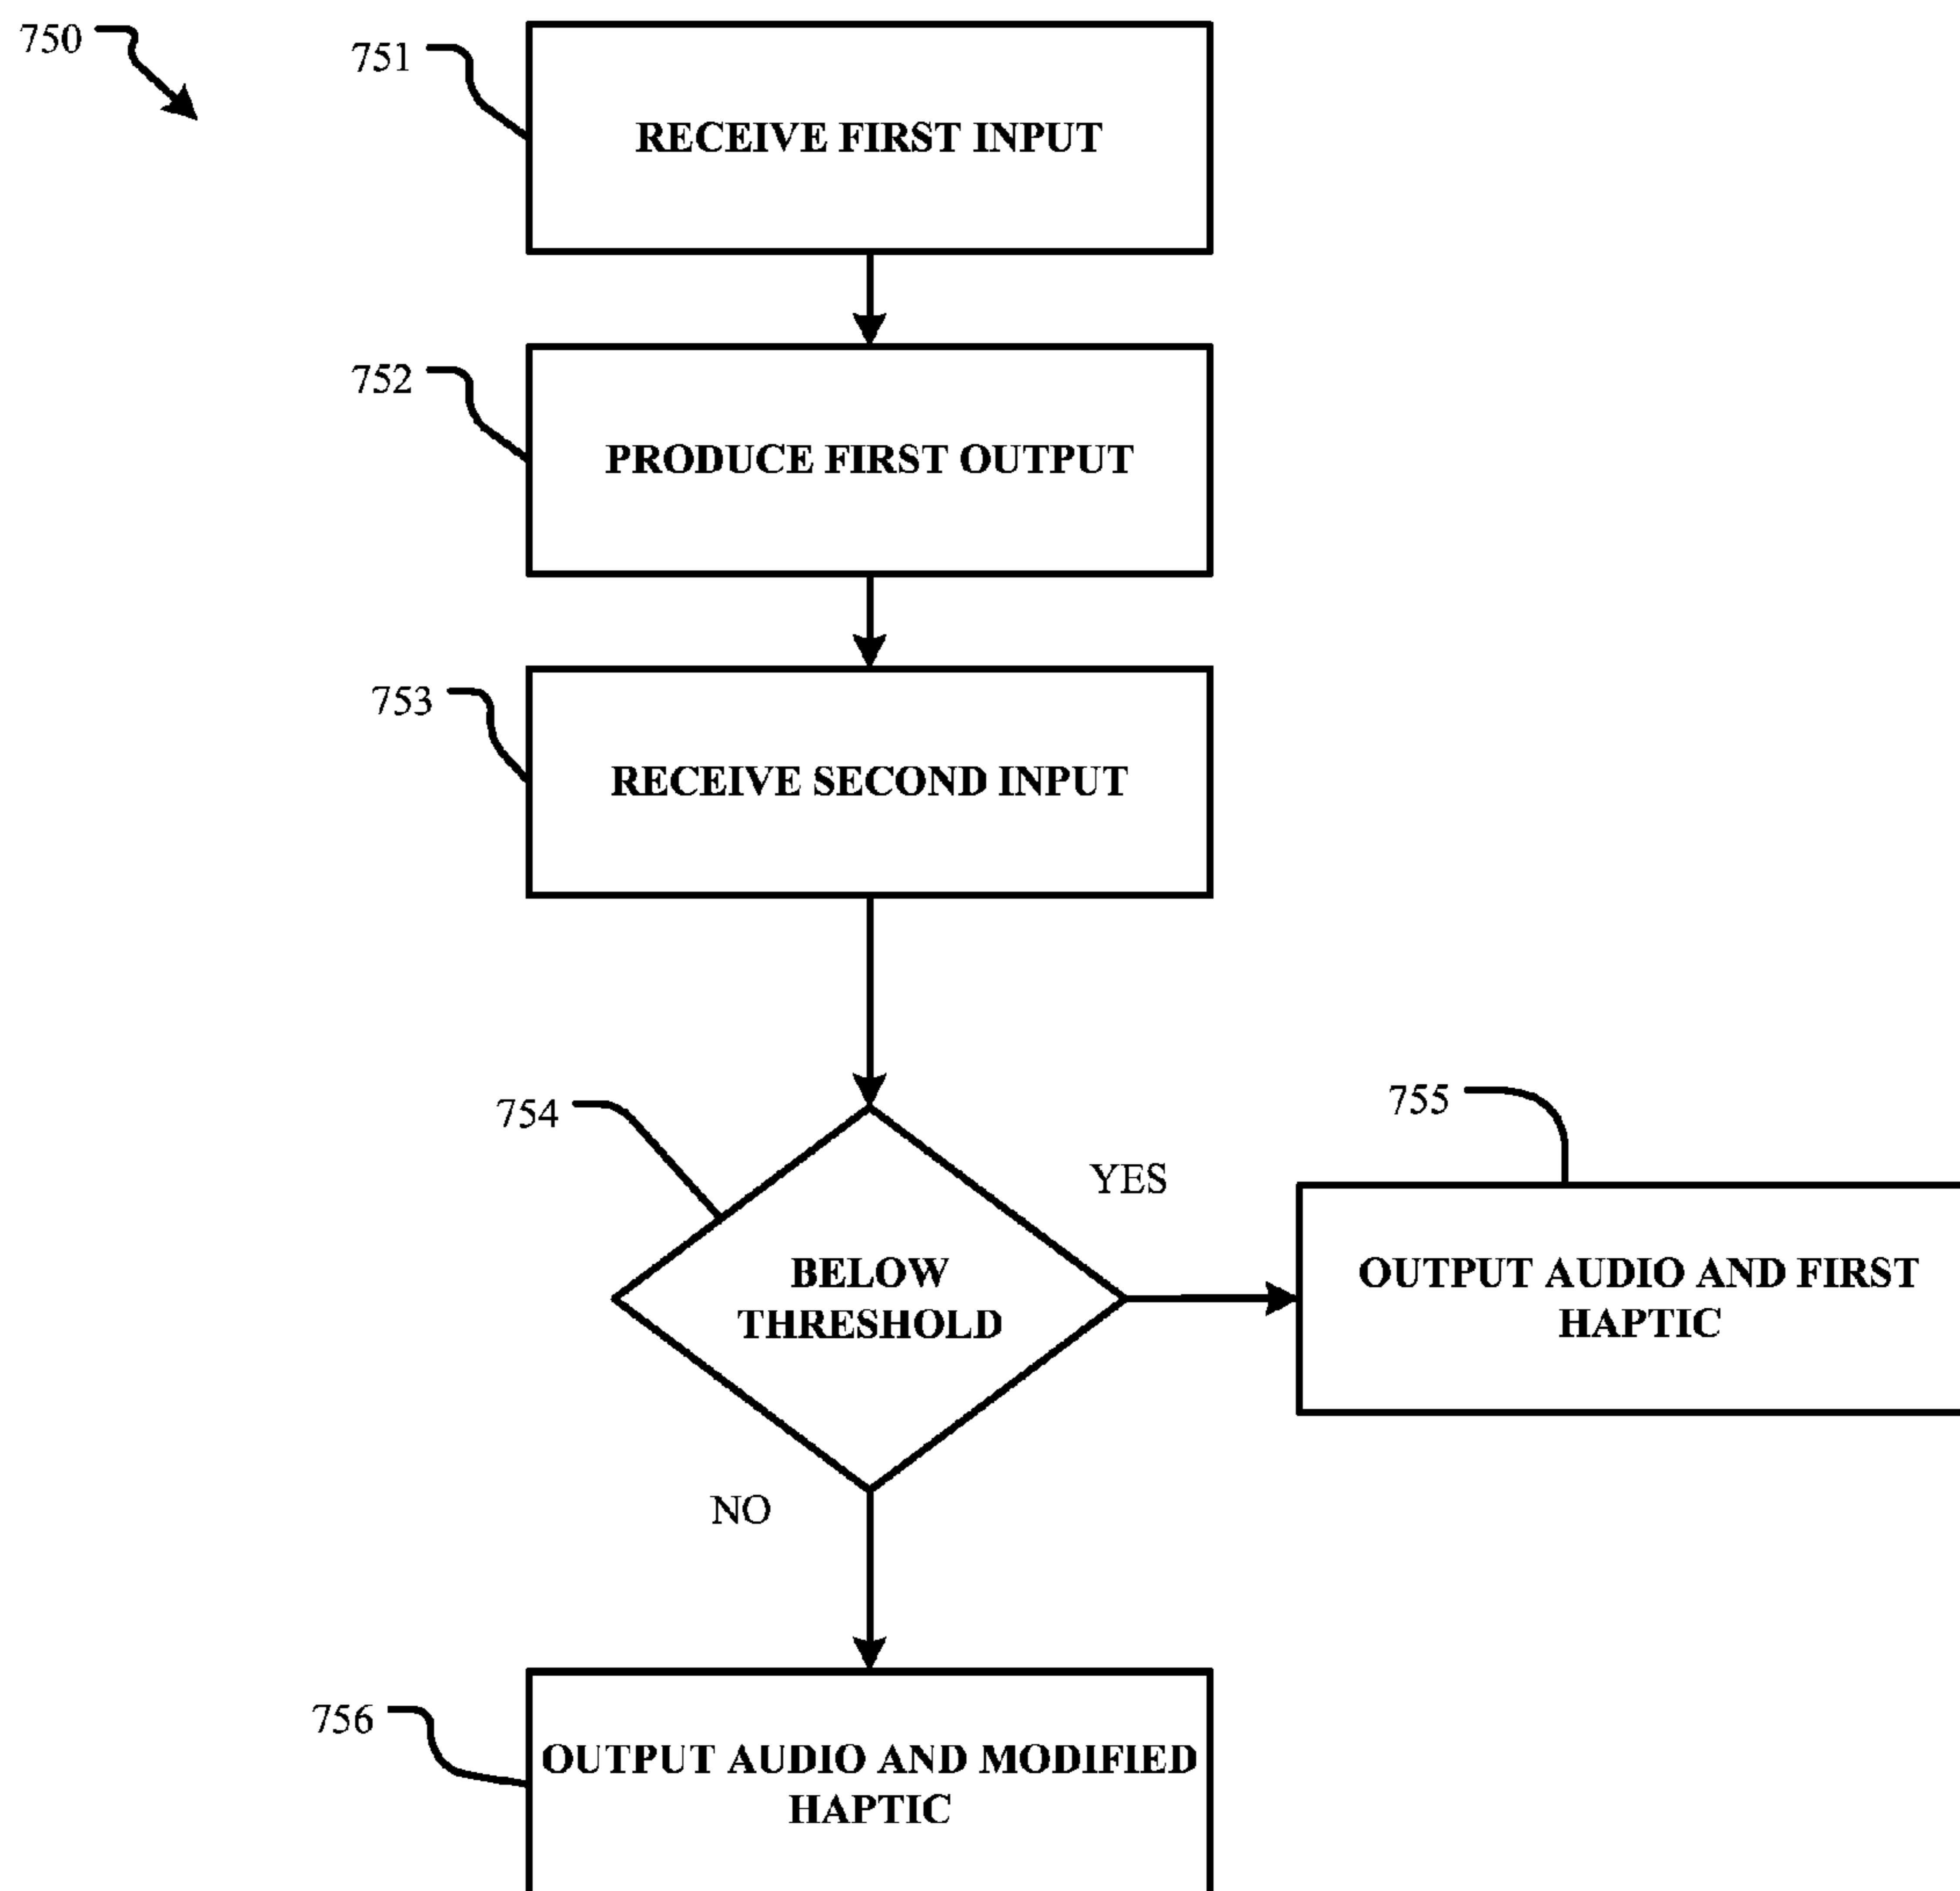 750
751
RECEIVE FIRST INPUT
752
PRODUCE FIRST OUTPUT
753
RECEIVE SECOND INPUT
754
BELOW
THRESHOLD
YES
755
OUTPUT AUDIO AND FIRST
HAPTIC
NO
756
OUTPUT AUDIO AND MODIFIED
HAPTIC